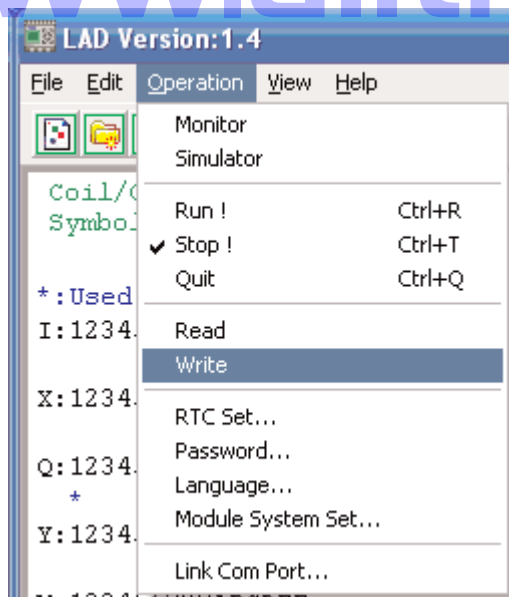 LAD Version:1.4
File Edit Operation View Help
Monitor
Simulator
Coil/
Symbol
Run ! Ctrl+R
✓ Stop ! Ctrl+T
Quit Ctrl+Q
*:Used
I:1234.
Read
Write
X:1234.
RTC Set...
Password...
Q:1234.
Language...
*
Module System Set...
Y:1234.
Link Com Port...